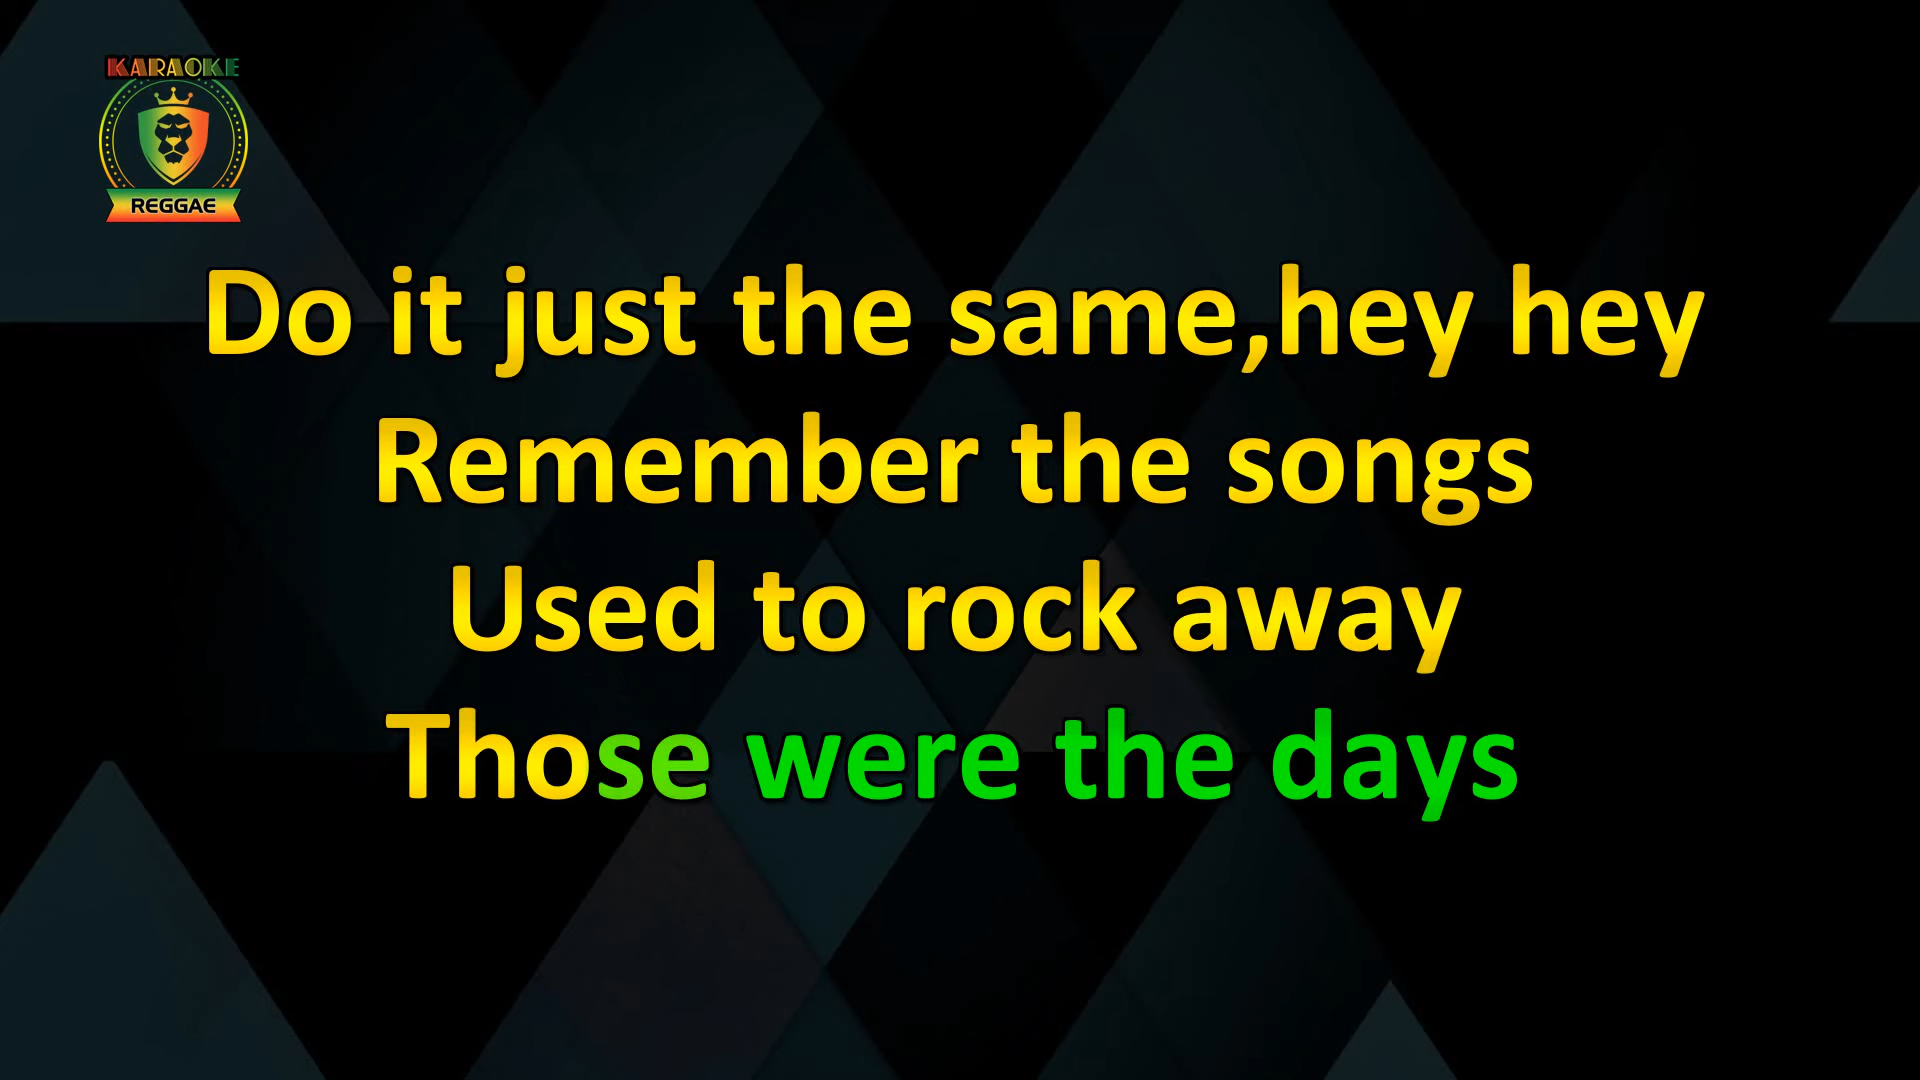 KARAOKE
REGGAE
Do it just the same,hey hey
Remember the songs
Used to rock away
Those were the days